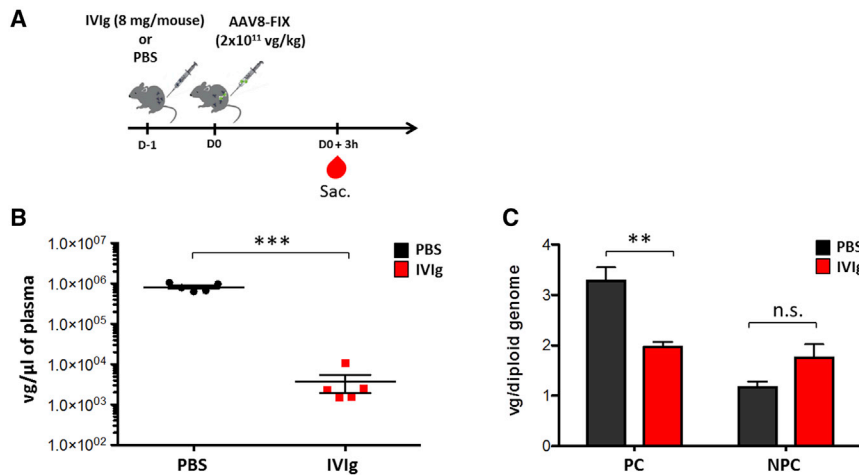 A
IVIg (8 mg/mouse)
or
PBS
AAV8-FIX
(2x10¹¹ vg/kg)
D-1
D0
D0 + 3h
Sac.
B
vg/µl of plasma
1.0×10⁰⁷
1.0×10⁰⁶
1.0×10⁰⁵
1.0×10⁰⁴
1.0×10⁰³
1.0×10⁰²
***
PBS
IVIg
PBS
IVIg
C
vg/diploid genome
4
3
2
1
0
**
n.s.
PBS
IVIg
PC
NPC